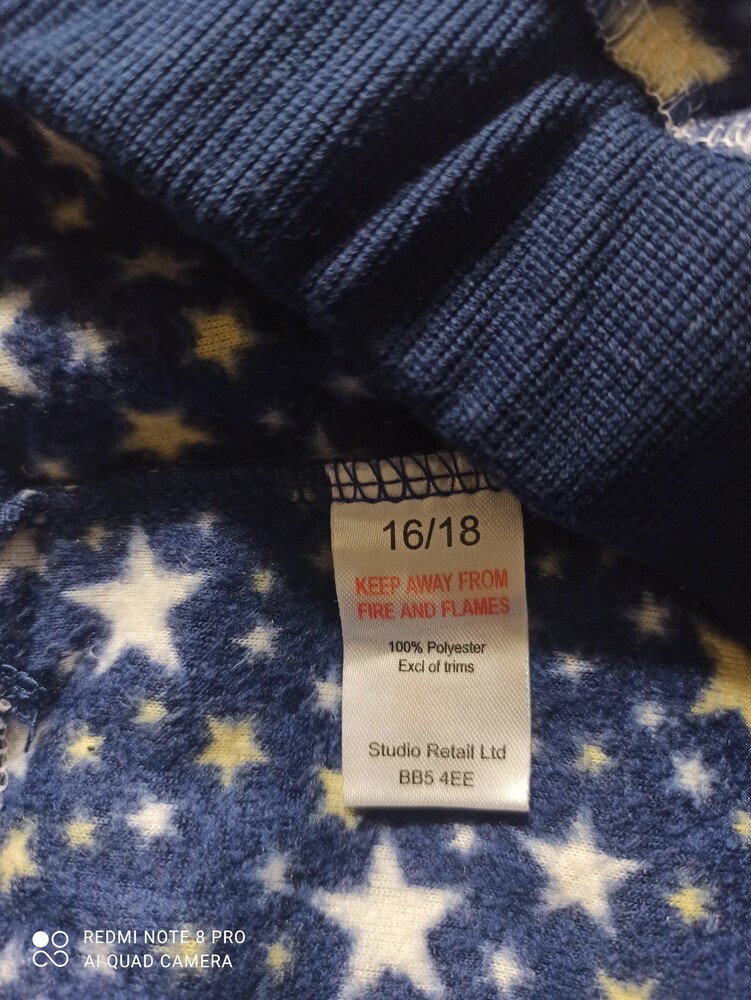 16/18
KEEP AWAY FROM
FIRE AND FLAMES
100% Polyester
Excl of trims
Studio Retail Ltd
BB5 4EE
REDMI NOTE 8 PRO
AI QUAD CAMERA